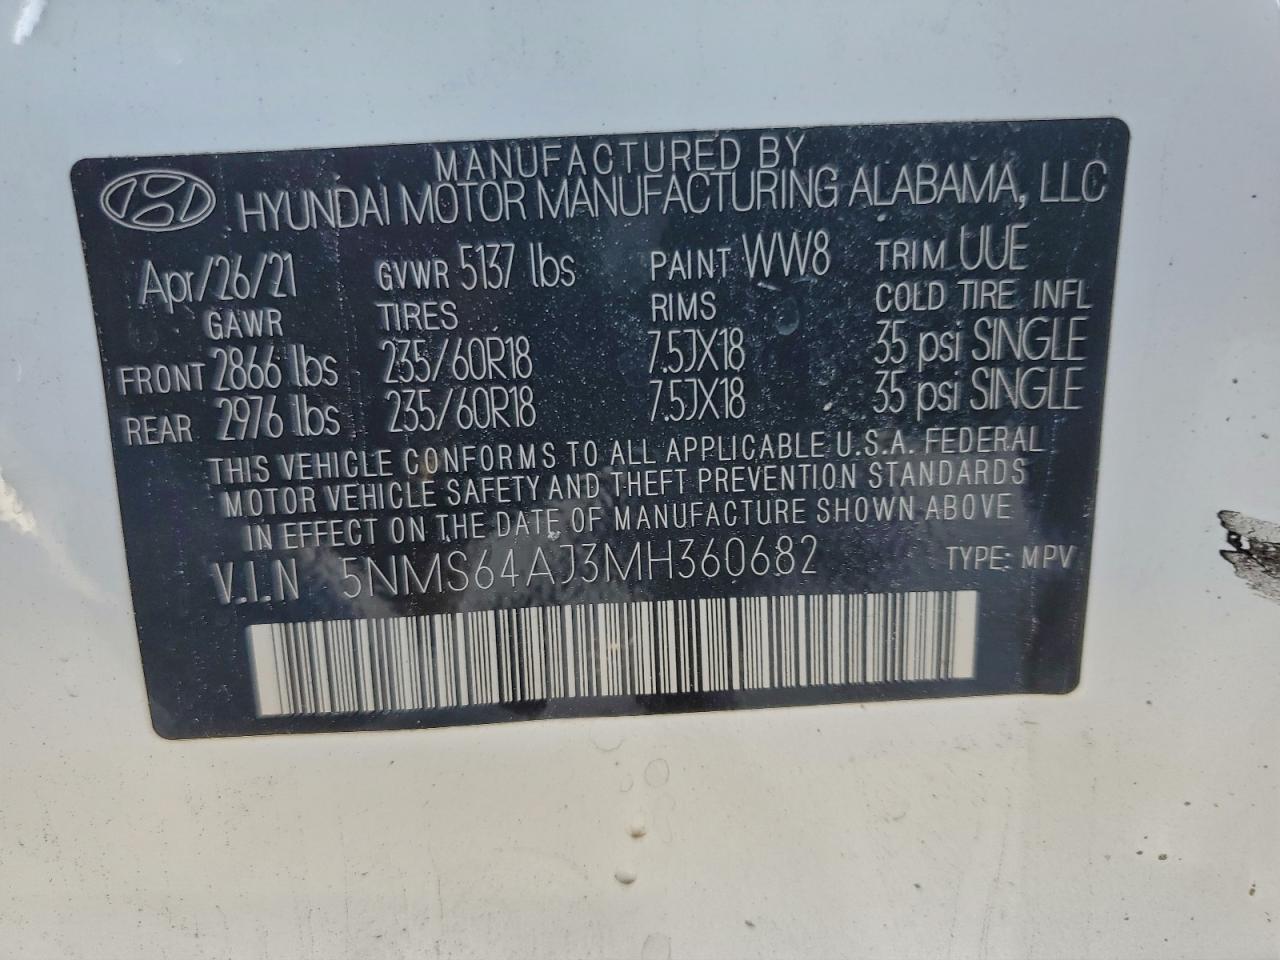 MANUFACTURED BY
HYUNDAI MOTOR MANUFACTURING ALABAMA, LLC
Apr/26/21 GVWR 5137 lbs PAINT WW8 TRIM UUE
GAWR TIRES RIMS COLD TIRE INFL
FRONT 2866 lbs 235/60R18 7.5JX18 35 psi SINGLE
REAR 2976 lbs 235/60R18 7.5JX18 35 psi SINGLE
THIS VEHICLE CONFORMS TO ALL APPLICABLE U.S.A. FEDERAL
MOTOR VEHICLE SAFETY AND THEFT PREVENTION STANDARDS
IN EFFECT ON THE DATE OF MANUFACTURE SHOWN ABOVE
V.I.N 5NMS64AJ3MH360682 TYPE: MPV